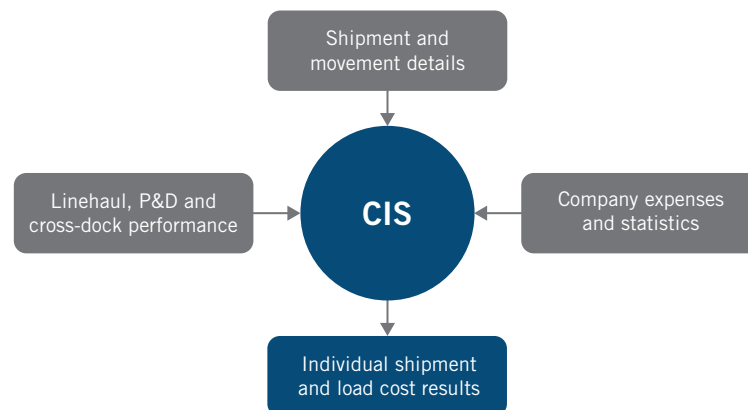 Shipment and
movement details
Linehaul, P&D and
cross-dock performance
CIS
Company expenses
and statistics
Individual shipment
and load cost results